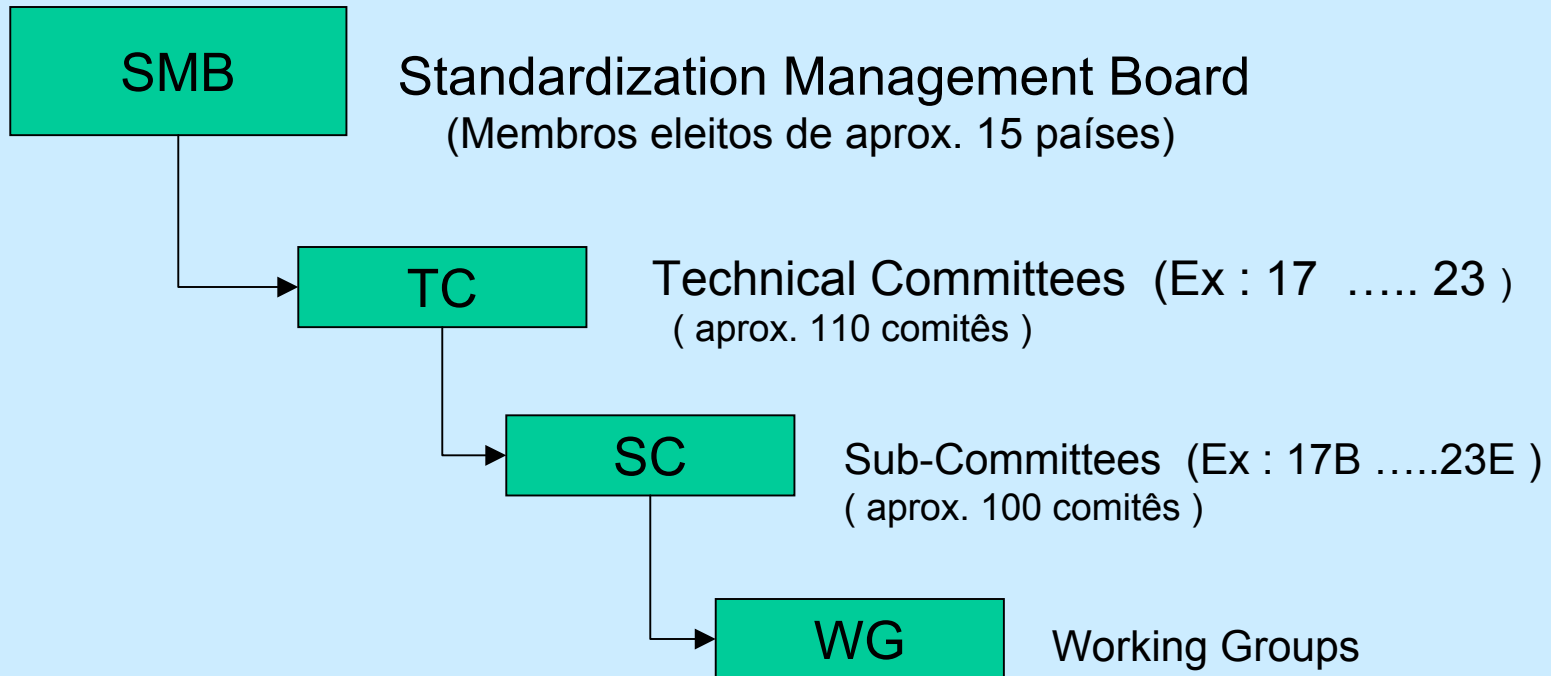 SMB
Standardization Management Board
(Membros eleitos de aprox. 15 países)
TC
Technical Committees (Ex : 17 ….. 23 )
( aprox. 110 comitês )
SC
Sub-Committees (Ex : 17B …..23E )
( aprox. 100 comitês )
WG
Working Groups